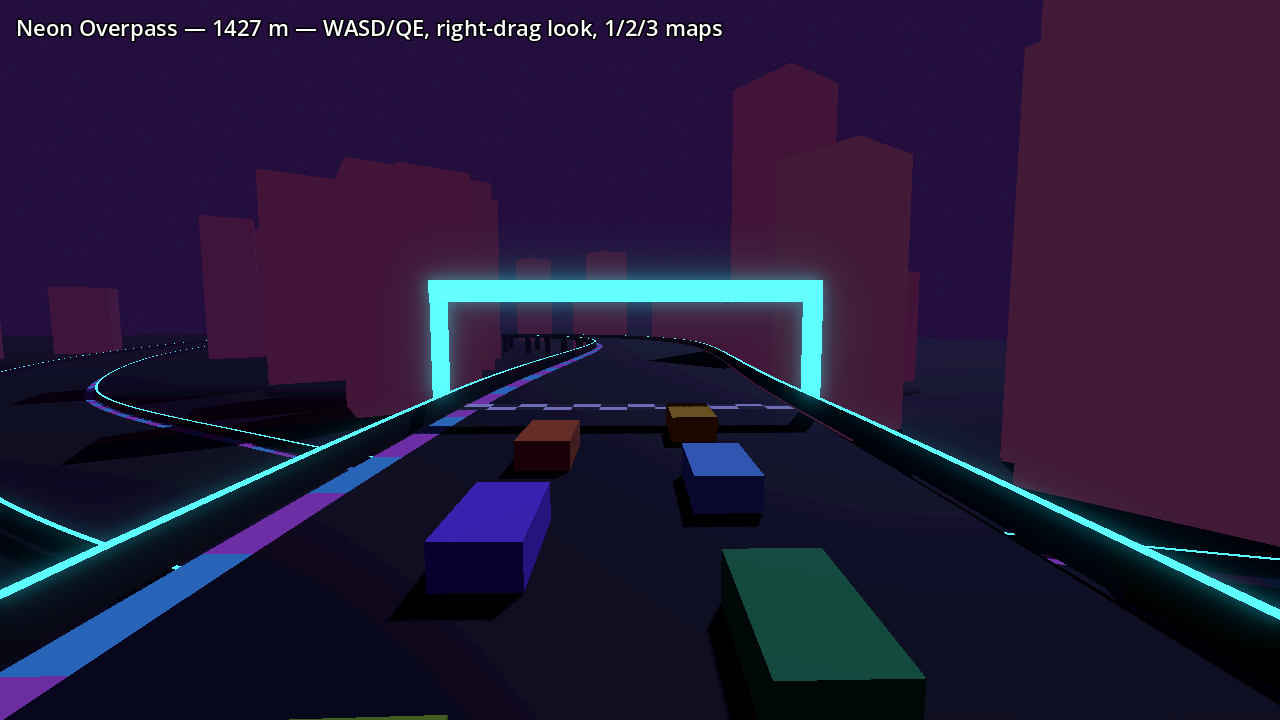 Neon Overpass — 1427 m — WASD/QE, right-drag look, 1/2/3 maps